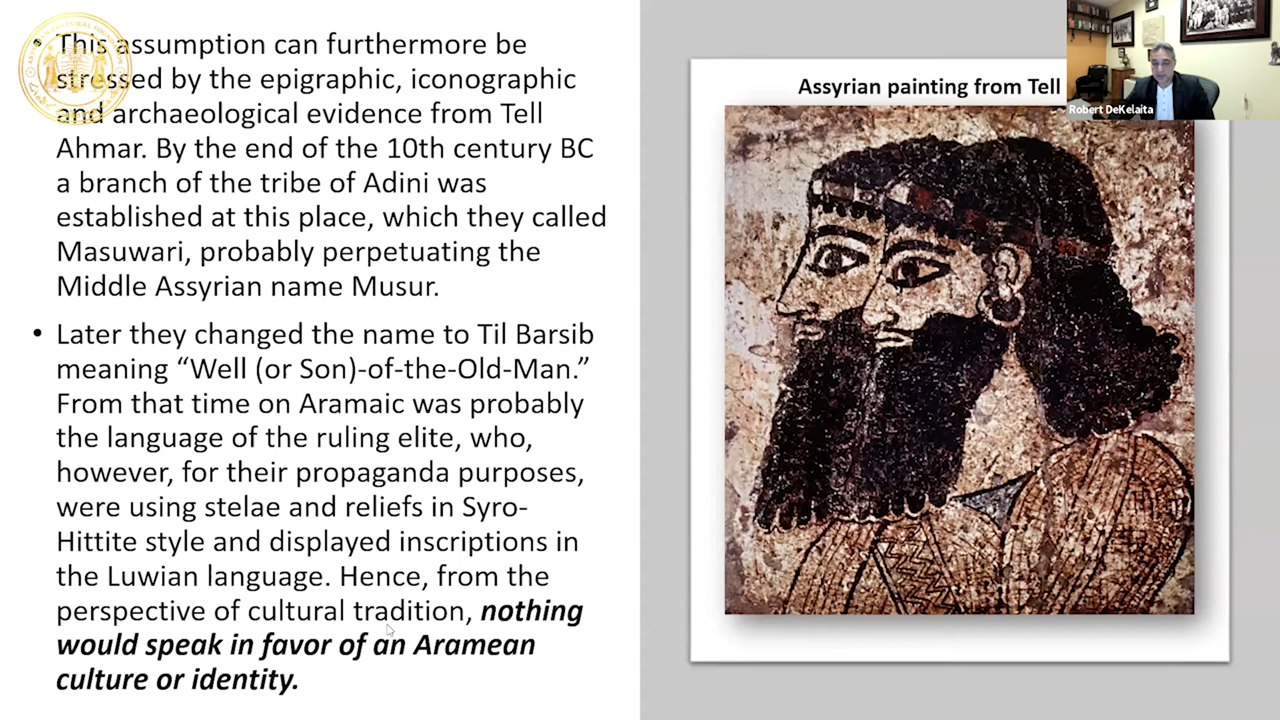 • This assumption can furthermore be
stressed by the epigraphic, iconographic
and archaeological evidence from Tell
Ahmar. By the end of the 10th century BC
a branch of the tribe of Adini was
established at this place, which they called
Masuwari, probably perpetuating the
Middle Assyrian name Musur.
• Later they changed the name to Til Barsib
meaning “Well (or Son)-of-the-Old-Man.”
From that time on Aramaic was probably
the language of the ruling elite, who,
however, for their propaganda purposes,
were using stelae and reliefs in Syro-
Hittite style and displayed inscriptions in
the Luwian language. Hence, from the
perspective of cultural tradition, nothing
would speak in favor of an Aramean
culture or identity.
Assyrian painting from Tell
Robert DeKelaita